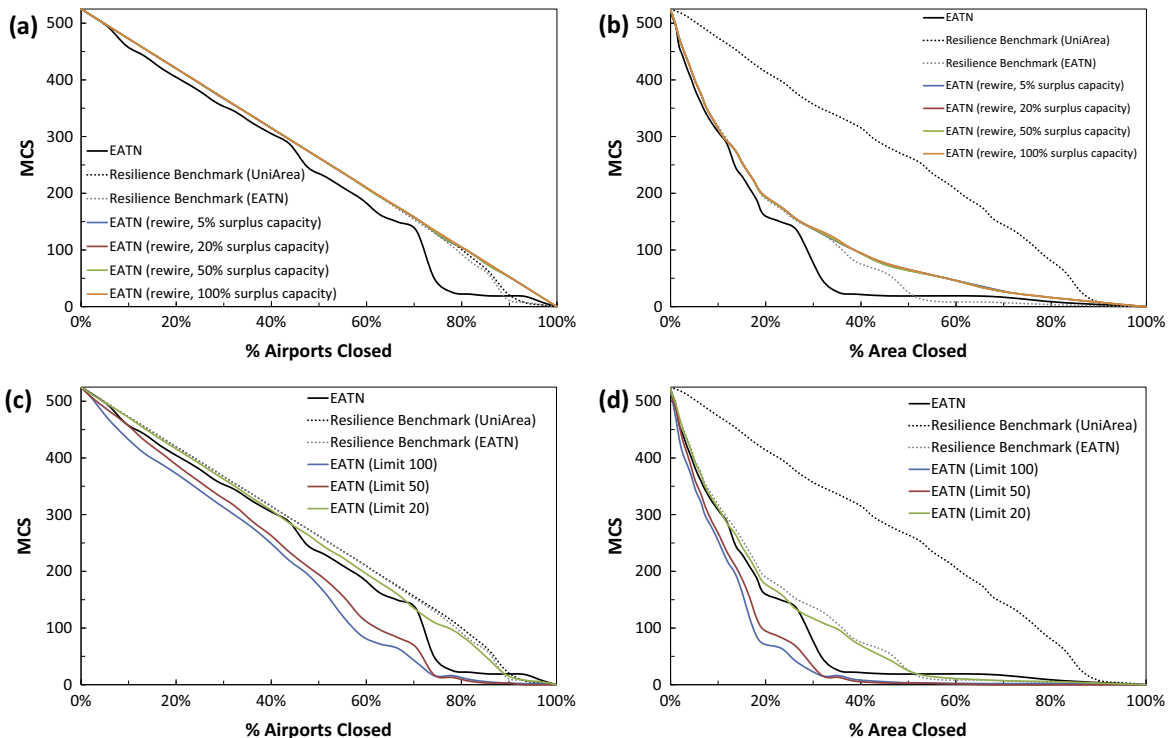 (a)
MCS
500
400
300
200
100
0
EATN
Resilience Benchmark (UniArea)
Resilience Benchmark (EATN)
EATN (rewire, 5% surplus capacity)
EATN (rewire, 20% surplus capacity)
EATN (rewire, 50% surplus capacity)
EATN (rewire, 100% surplus capacity)
0% 20% 40% 60% 80% 100%
% Airports Closed
(b)
MCS
500
400
300
200
100
0
EATN
Resilience Benchmark (UniArea)
Resilience Benchmark (EATN)
EATN (rewire, 5% surplus capacity)
EATN (rewire, 20% surplus capacity)
EATN (rewire, 50% surplus capacity)
EATN (rewire, 100% surplus capacity)
0% 20% 40% 60% 80% 100%
% Area Closed
(c)
MCS
500
400
300
200
100
0
EATN
Resilience Benchmark (UniArea)
Resilience Benchmark (EATN)
EATN (Limit 100)
EATN (Limit 50)
EATN (Limit 20)
0% 20% 40% 60% 80% 100%
% Airports Closed
(d)
MCS
500
400
300
200
100
0
EATN
Resilience Benchmark (UniArea)
Resilience Benchmark (EATN)
EATN (Limit 100)
EATN (Limit 50)
EATN (Limit 20)
0% 20% 40% 60% 80% 100%
% Area Closed